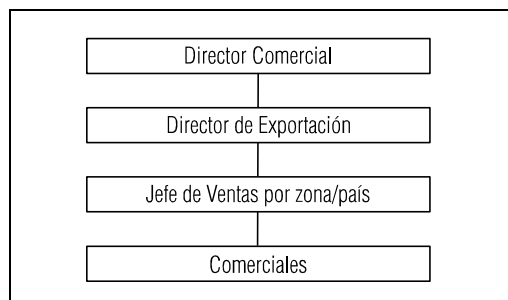 Director Comercial
Director de Exportación
Jefe de Ventas por zona/país
Comerciales